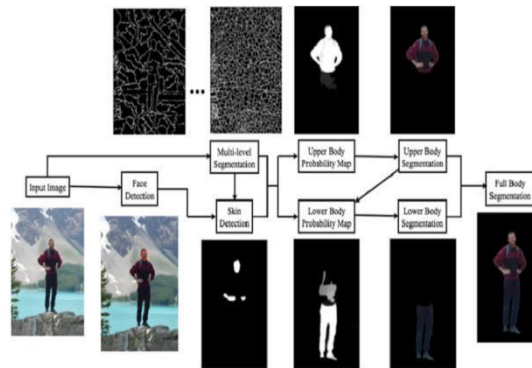 Multi-level
Segmentation
Upper Body
Probability Map
Upper Body
Segmentation
Input Image
Face
Detection
Skin
Detection
Lower Body
Probability Map
Lower Body
Segmentation
Full Body
Segmentation